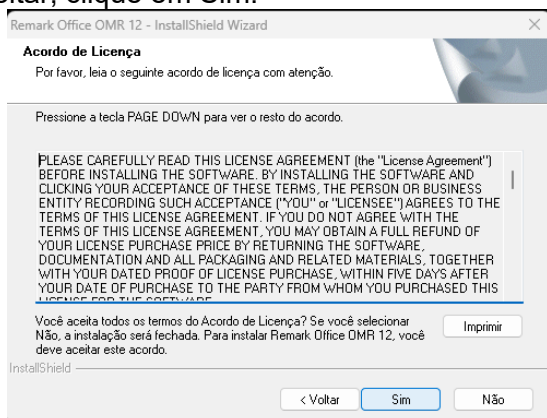 itar, clique em Sim.
Remark Office OMR 12 - InstallShield Wizard
Acordo de Licença
Por favor, leia o seguinte acordo de licença com atenção.
Pressione a tecla PAGE DOWN para ver o resto do acordo.
PLEASE CAREFULLY READ THIS LICENSE AGREEMENT (the "License Agreement")
BEFORE INSTALLING THE SOFTWARE. BY INSTALLING THE SOFTWARE AND
CLICKING YOUR ACCEPTANCE OF THESE TERMS, THE PERSON OR BUSINESS
ENTITY RECORDING SUCH ACCEPTANCE ("YOU" or "LICENSEE") AGREES TO THE
TERMS OF THIS LICENSE AGREEMENT. IF YOU DO NOT AGREE WITH THE
TERMS OF THIS LICENSE AGREEMENT, YOU MAY OBTAIN A FULL REFUND OF
YOUR LICENSE PURCHASE PRICE BY RETURNING THE SOFTWARE,
DOCUMENTATION AND ALL PACKAGING AND RELATED MATERIALS, TOGETHER
WITH YOUR DATED PROOF OF LICENSE PURCHASE, WITHIN FIVE DAYS AFTER
YOUR DATE OF PURCHASE TO THE PARTY FROM WHOM YOU PURCHASED THIS
LICENSE FOR THE SOFTWARE
Você aceita todos os termos do Acordo de Licença? Se você selecionar
Não, a instalação será fechada. Para instalar Remark Office OMR 12, você
deve aceitar este acordo.
Imprimir
InstallShield
< Voltar
Sim
Não